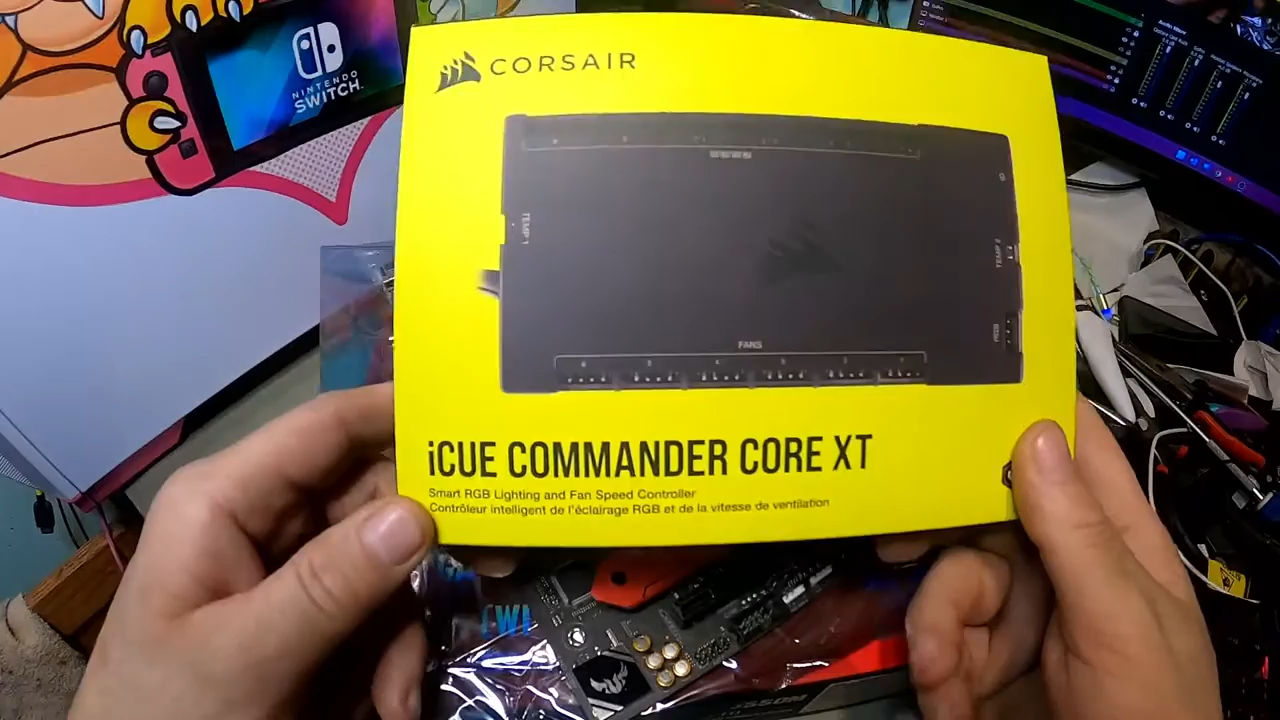 NINTENDO
SWITCH
CORSAIR
TEMP 1
TEMP 2
RGB
FANS
iCUE COMMANDER CORE XT
Smart RGB Lighting and Fan Speed Controller
Contrôleur intelligent de l'éclairage RGB et de la vitesse de ventilation